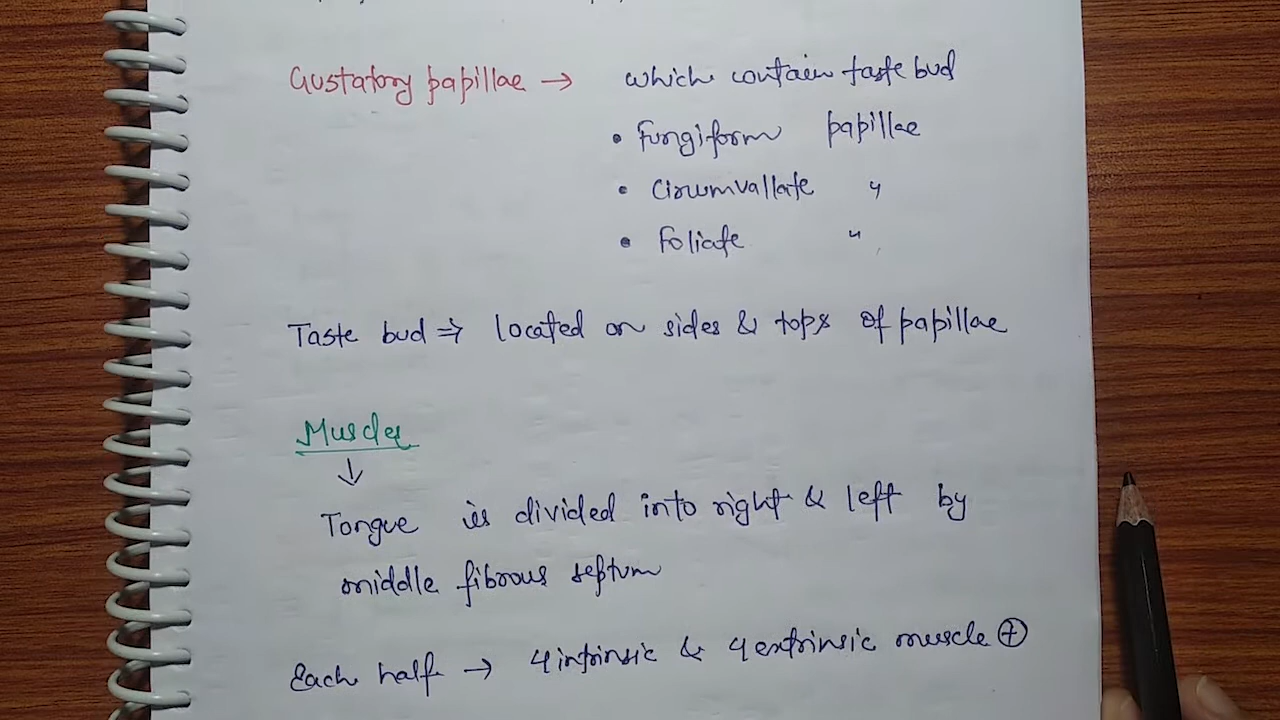 Gustatory papillae → which contain taste bud
• Fungiform papillae
• Circumvallate "
• Foliate "
Taste bud ⇒ located on sides & tops of papillae
Muscles
↓
Tongue is divided into right & left by
middle fibrous septum
Each half → 4 intrinsic & 4 extrinsic muscle ⊕